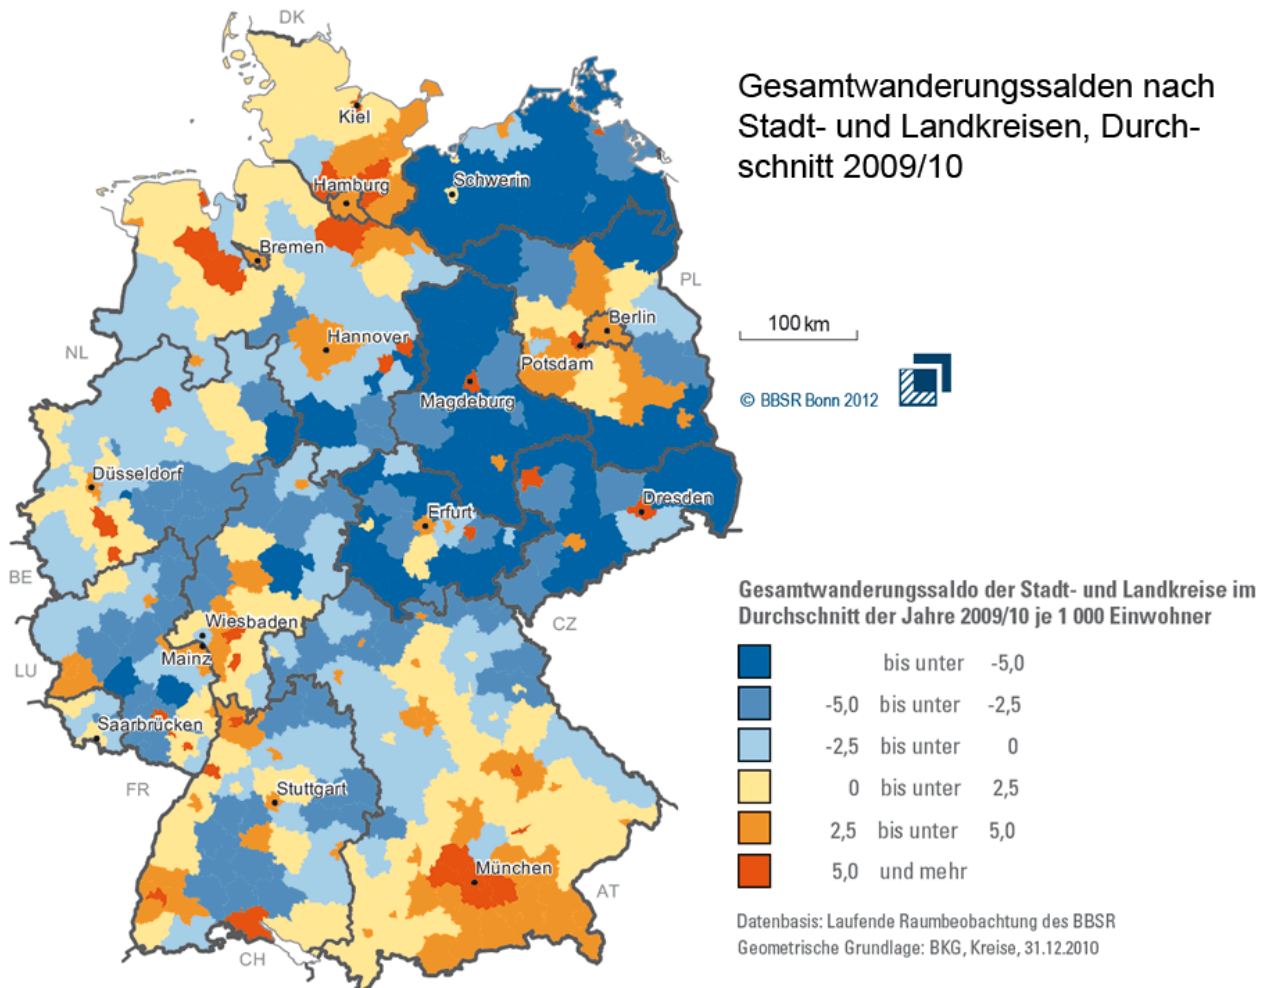 DK
Kiel
Hamburg
Schwerin
Bremen
PL
Berlin
Hannover
NL
Potsdam
Magdeburg
Düsseldorf
Dresden
Erfurt
BE
Wiesbaden
CZ
Mainz
LU
Saarbrücken
FR
Stuttgart
München
AT
CH
Gesamtwanderungssalden nach
Stadt- und Landkreisen, Durch-
schnitt 2009/10
100 km
© BBSR Bonn 2012
Gesamtwanderungssaldo der Stadt- und Landkreise im
Durchschnitt der Jahre 2009/10 je 1 000 Einwohner
bis unter -5,0
-5,0 bis unter -2,5
-2,5 bis unter 0
0 bis unter 2,5
2,5 bis unter 5,0
5,0 und mehr
Datenbasis: Laufende Raumbeobachtung des BBSR
Geometrische Grundlage: BKG, Kreise, 31.12.2010